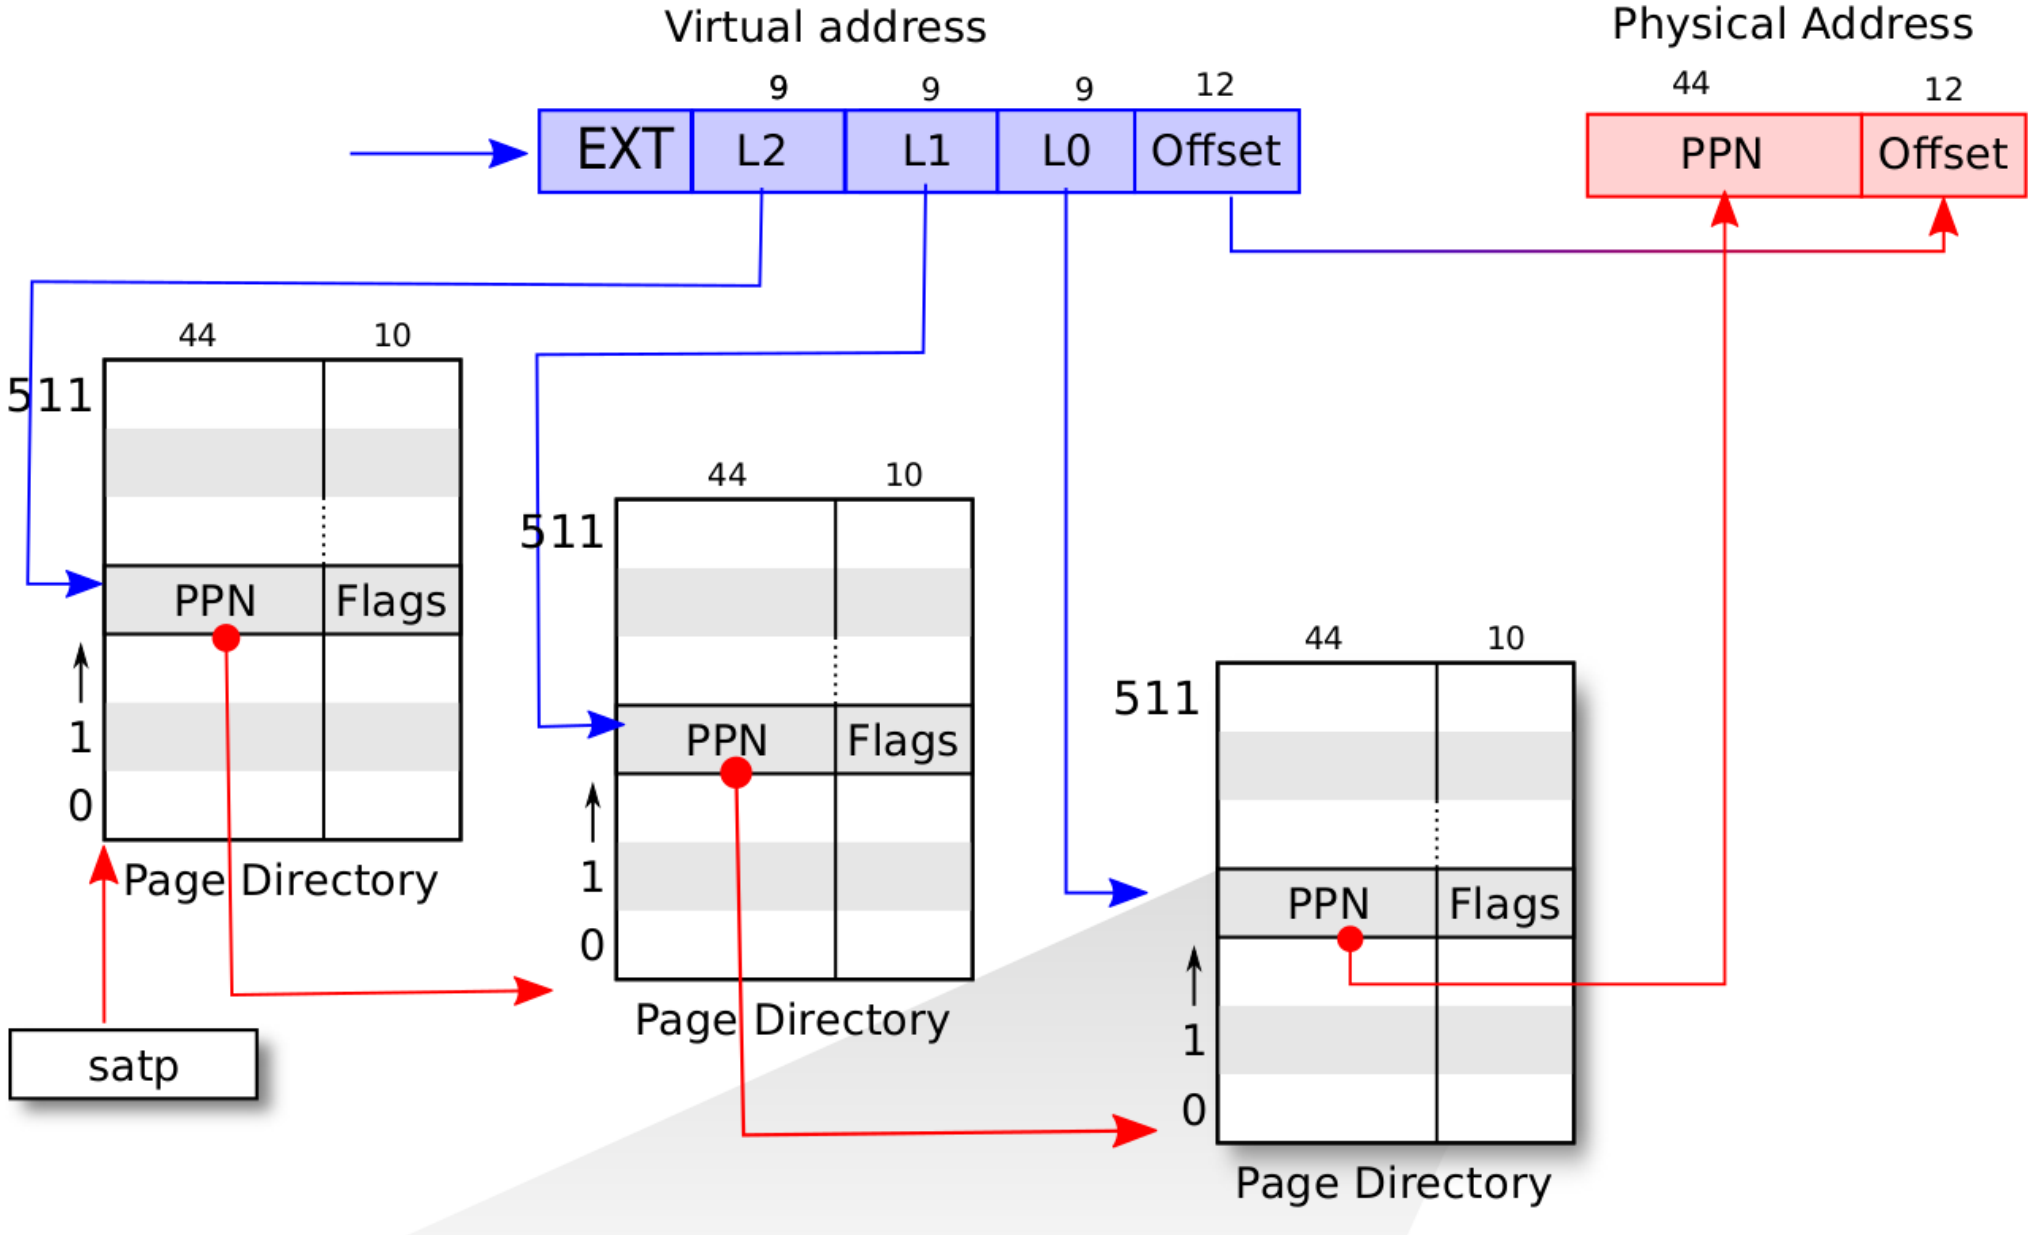 Virtual address
Physical Address
9 9 9 12
44 12
EXT L2 L1 L0 Offset
PPN Offset
44 10
511
PPN Flags
1
0
Page Directory
satp
44 10
511
PPN Flags
1
0
Page Directory
44 10
511
PPN Flags
1
0
Page Directory